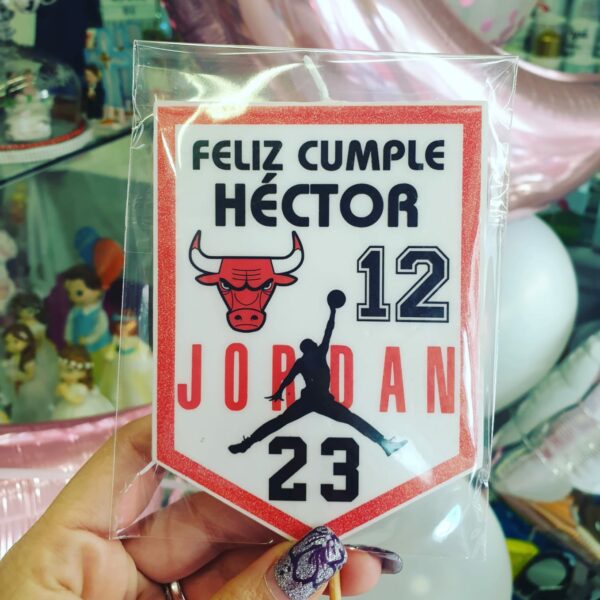 FELIZ CUMPLE
HÉCTOR
12
JORDAN
23